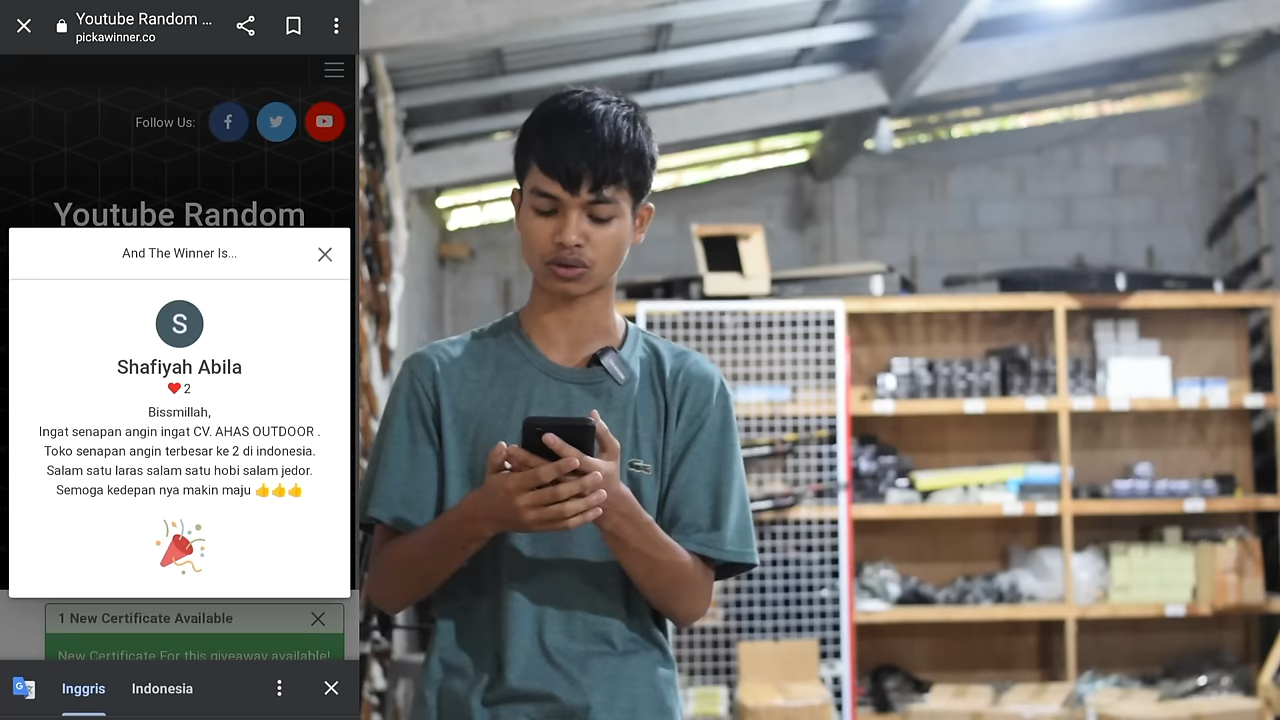 Youtube Random ...
pickawinner.co
Follow Us:
Youtube Random
And The Winner Is...
S
Shafiyah Abila
2
Bissmillah,
Ingat senapan angin ingat CV. AHAS OUTDOOR .
Toko senapan angin terbesar ke 2 di indonesia.
Salam satu laras salam satu hobi salam jedor.
Semoga kedepan nya makin maju 👍👍👍
1 New Certificate Available
New Certificate For this giveaway available!
Inggris
Indonesia